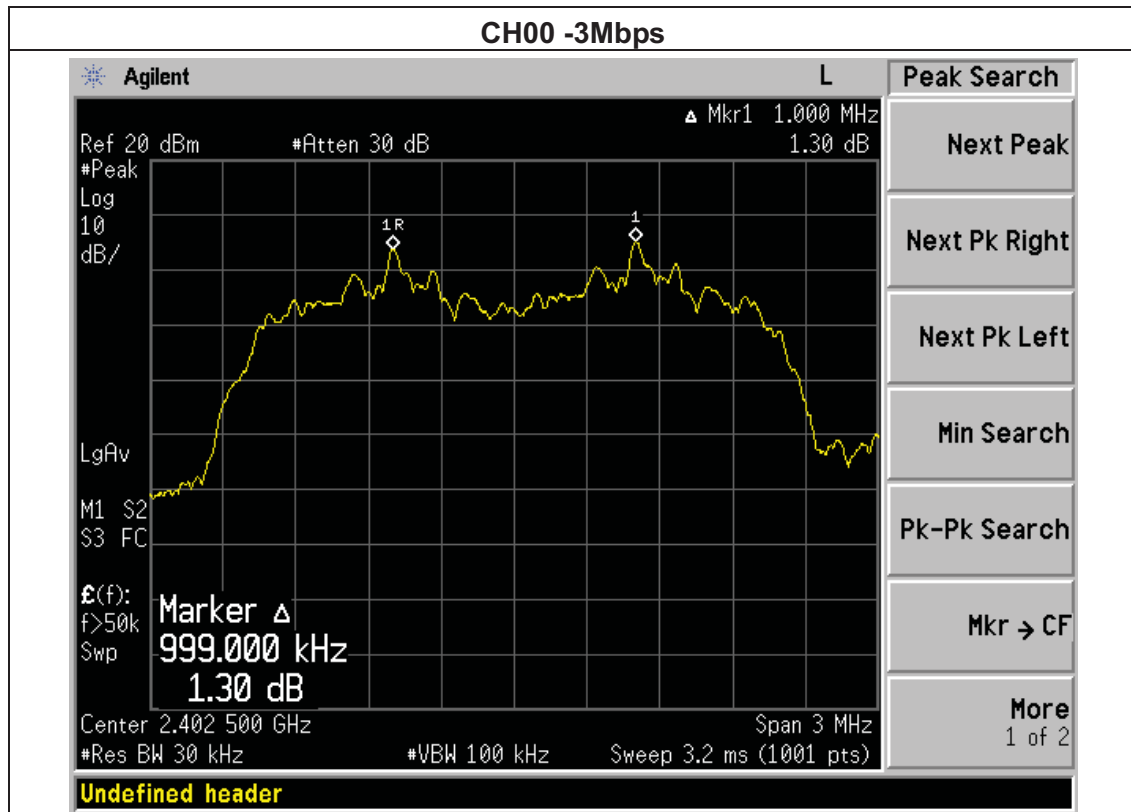 CH00 -3Mbps
Agilent L Peak Search
Δ Mkr1 1.000 MHz
Ref 20 dBm #Atten 30 dB 1.30 dB
#Peak
Log
10
dB/
1R
1
LgAv
M1 S2
S3 FC
£(f):
f>50k
Swp
Marker Δ
999.000 kHz
1.30 dB
Center 2.402 500 GHz Span 3 MHz
#Res BW 30 kHz #VBW 100 kHz Sweep 3.2 ms (1001 pts)
Undefined header
Next Peak
Next Pk Right
Next Pk Left
Min Search
Pk-Pk Search
Mkr → CF
More
1 of 2